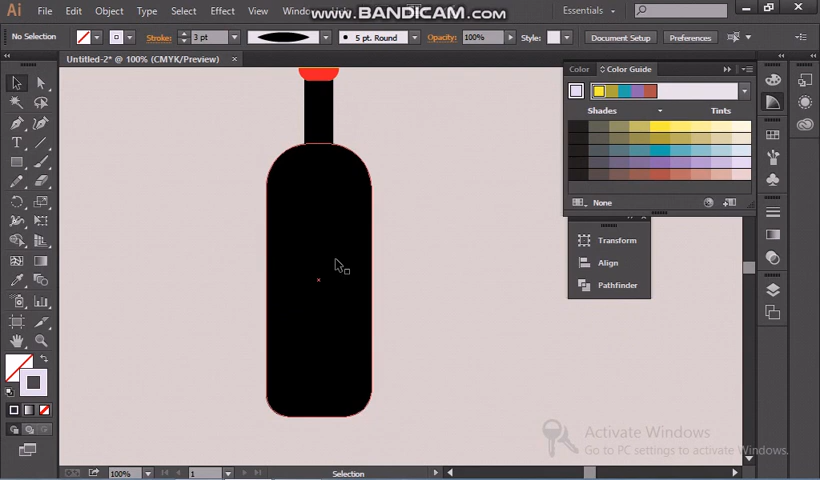 www.BANDICAM.com
Ai File Edit Object Type Select Effect View Window Essentials
No Selection Stroke: 3 pt 5 pt. Round Opacity: 100% Style: Document Setup Preferences
Untitled-2* @ 100% (CMYK/Preview)
Color Color Guide
Shades Tints
None
Transform
Align
Pathfinder
Activate Windows
Go to PC settings to activate Windows.
100% 1 Selection